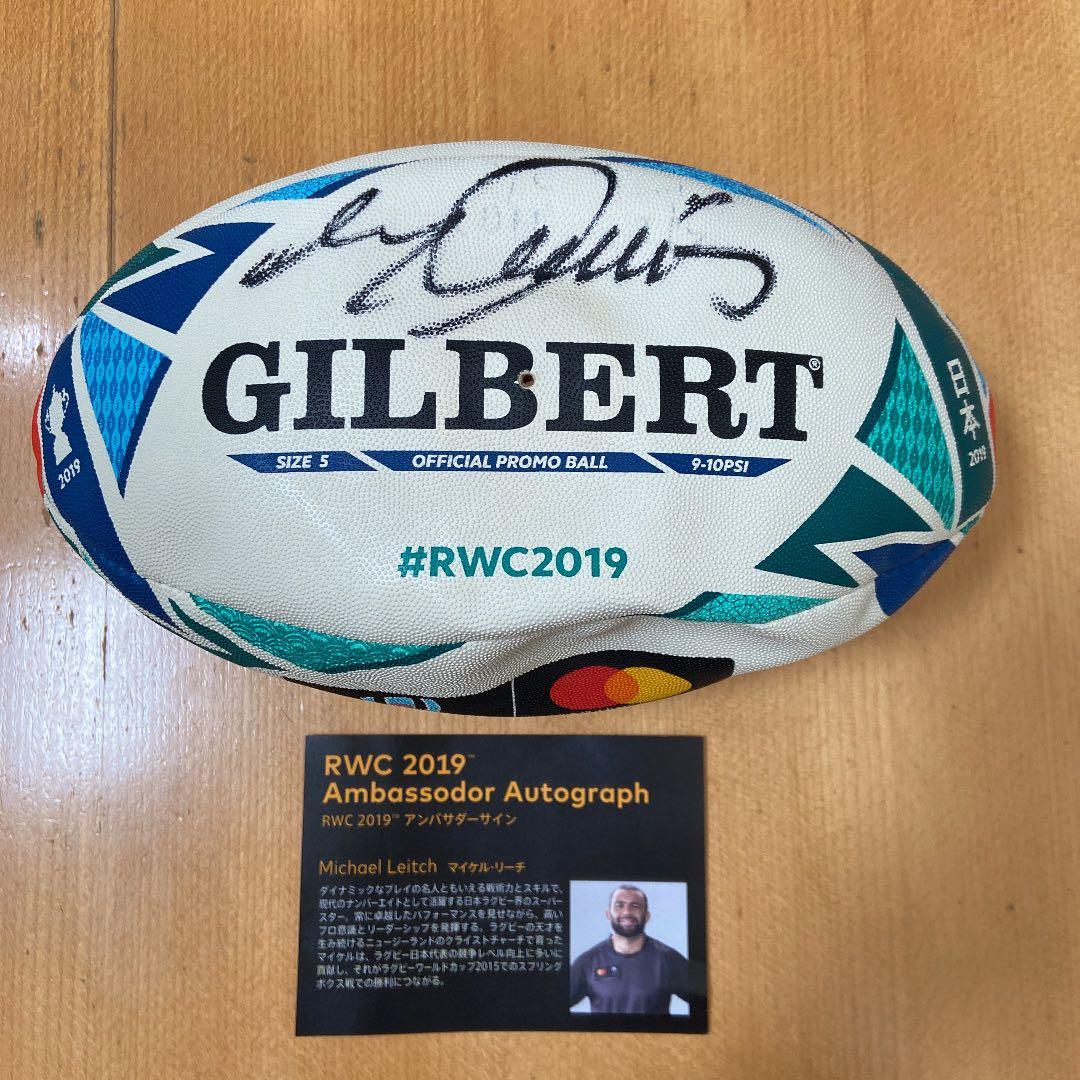 GILBERT®
SIZE 5 OFFICIAL PROMO BALL 9-10PSI
#RWC2019
2019
日本
2019
RWC 2019™
Ambassodor Autograph
RWC 2019™ アンバサダーサイン
Michael Leitch マイケル・リーチ
ダイナミックなプレイの名人ともいえる戦術力とスキルで、
現代のナンバーエイトとして活躍する日本ラグビー界のスーパー
スター。常に卓越したパフォーマンスを見せながら、高い
プロ意識とリーダーシップを発揮する。ラグビーの天才を
生み続けるニュージーランドのクライストチャーチで育った
マイケルは、ラグビー日本代表の競争レベル向上に多いに
貢献し、それがラグビーワールドカップ2015でのスプリング
ボクス戦での勝利につながる。